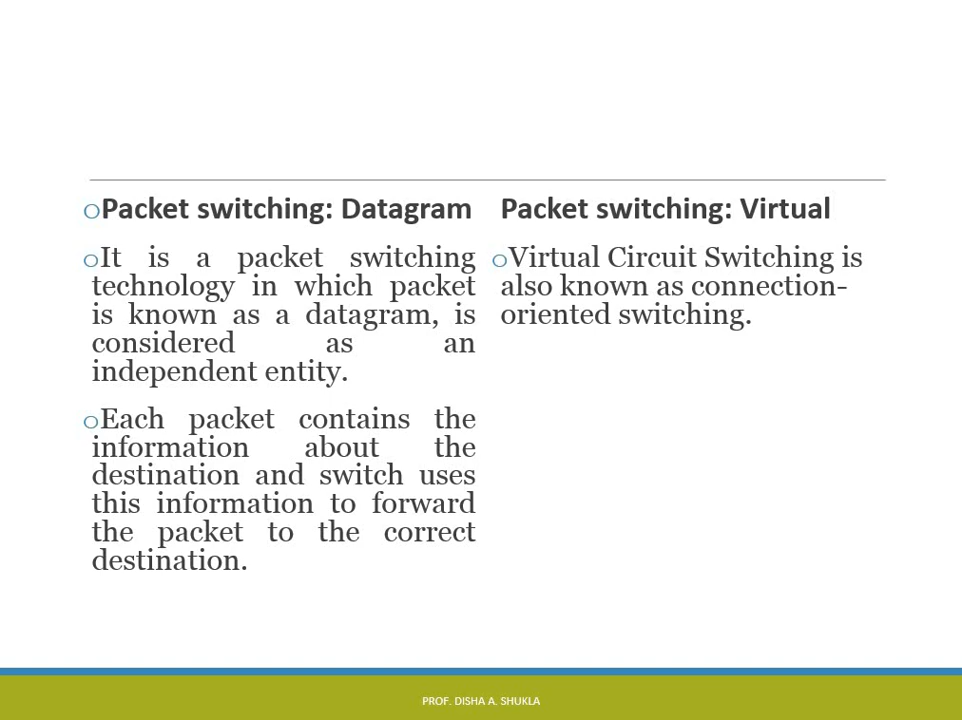 Packet switching: Datagram
It is a packet switching
technology in which packet
is known as a datagram, is
considered as an
independent entity.
Each packet contains the
information about the
destination and switch uses
this information to forward
the packet to the correct
destination.
Packet switching: Virtual
Virtual Circuit Switching is
also known as connection-
oriented switching.
PROF. DISHA A. SHUKLA